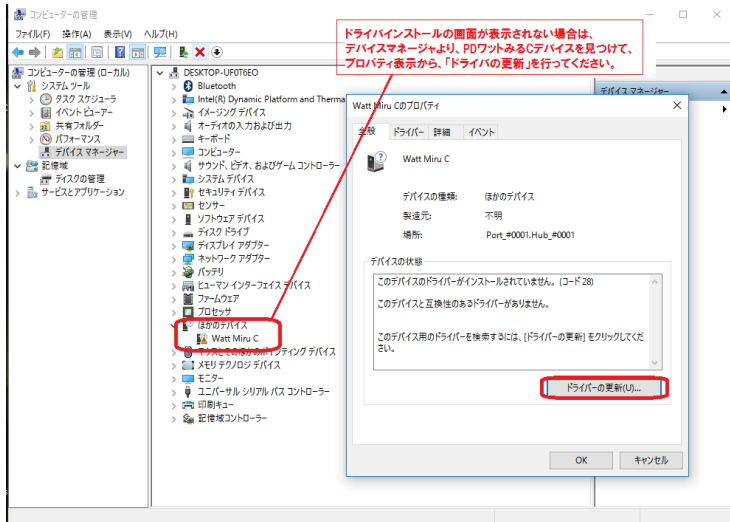 コンピューターの管理
ファイル(F) 操作(A) 表示(V) ヘルプ(H)
ドライバインストールの画面が表示されない場合は、
デバイスマネージャより、PDワットみるCデバイスを見つけて、
プロパティ表示から、「ドライバの更新」を行ってください。
コンピューターの管理 (ローカル)
システム ツール
タスク スケジューラ
イベント ビューアー
共有フォルダー
パフォーマンス
デバイス マネージャー
記憶域
ディスクの管理
サービスとアプリケーション
DESKTOP-UF0T6EO
Bluetooth
Intel(R) Dynamic Platform and Therma
イメージング デバイス
オーディオの入力および出力
キーボード
コンピューター
サウンド、ビデオ、およびゲーム コントローラー
システム デバイス
セキュリティ デバイス
センサー
ソフトウェア デバイス
ディスク ドライブ
ディスプレイ アダプター
ネットワーク アダプター
バッテリ
ヒューマン インターフェイス デバイス
ファームウェア
プロセッサ
ほかのデバイス
Watt Miru C
マウスとそのほかのポインティング デバイス
メモリ テクノロジ デバイス
モニター
ユニバーサル シリアル バス コントローラー
印刷キュー
記憶域コントローラー
デバイス マネージャー
Watt Miru Cのプロパティ
全般 ドライバー 詳細 イベント
Watt Miru C
デバイスの種類: ほかのデバイス
製造元: 不明
場所: Port_#0001.Hub_#0001
デバイスの状態
このデバイスのドライバーがインストールされていません。 (コード 28)
このデバイスと互換性のあるドライバーがありません。
このデバイス用のドライバーを検索するには、[ドライバーの更新] をクリックしてくだ
さい。
ドライバーの更新(U)...
OK キャンセル